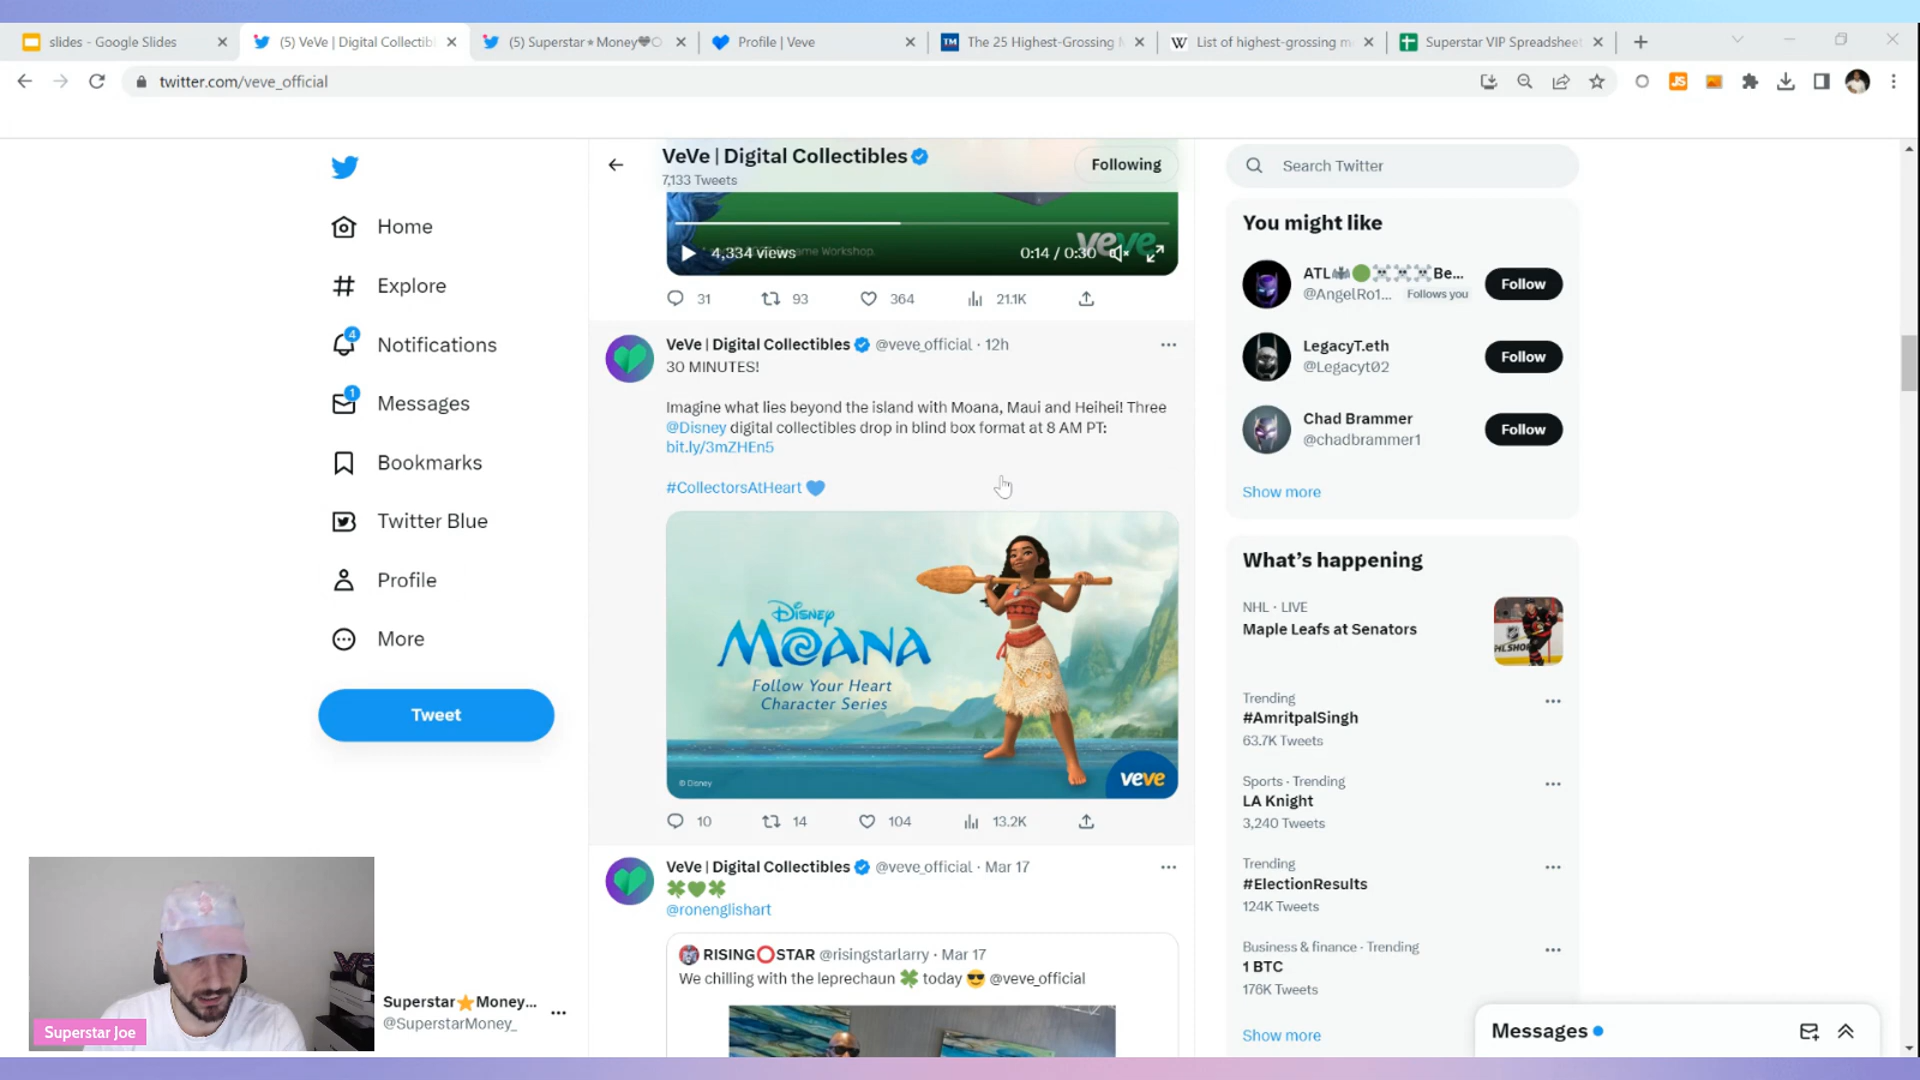 slides - Google Slides
(5) VeVe | Digital Collectibl
(5) Superstar⭐Money
Profile | Veve
The 25 Highest-Grossing
List of highest-grossing m
Superstar VIP Spreadsheet
twitter.com/veve_official
VeVe | Digital Collectibles
7,133 Tweets
Following
Search Twitter
Home
Explore
4
Notifications
1
Messages
Bookmarks
Twitter Blue
Profile
More
Tweet
4,334 views
0:14 / 0:30
veve
31 93 364 21.1K
VeVe | Digital Collectibles @veve_official · 12h
30 MINUTES!
Imagine what lies beyond the island with Moana, Maui and Heihei! Three
@Disney digital collectibles drop in blind box format at 8 AM PT:
bit.ly/3mZHEn5
#CollectorsAtHeart 💙
Disney
MOANA
Follow Your Heart
Character Series
© Disney
veve
10 14 104 13.2K
VeVe | Digital Collectibles @veve_official · Mar 17
🍀💚🍀
@ronenglishart
RISING⭕STAR @risingstarlarry · Mar 17
We chilling with the leprechaun 🍀 today 😎 @veve_official
You might like
ATL🦇🟢☠☠☠Be...
@AngelRo1... Follows you
Follow
LegacyT.eth
@Legacyt02
Follow
Chad Brammer
@chadbrammer1
Follow
Show more
What's happening
NHL · LIVE
Maple Leafs at Senators
Trending
#AmritpalSingh
63.7K Tweets
Sports · Trending
LA Knight
3,240 Tweets
Trending
#ElectionResults
124K Tweets
Business & finance · Trending
1 BTC
176K Tweets
Show more
Messages
Superstar⭐Money...
@SuperstarMoney_
Superstar Joe